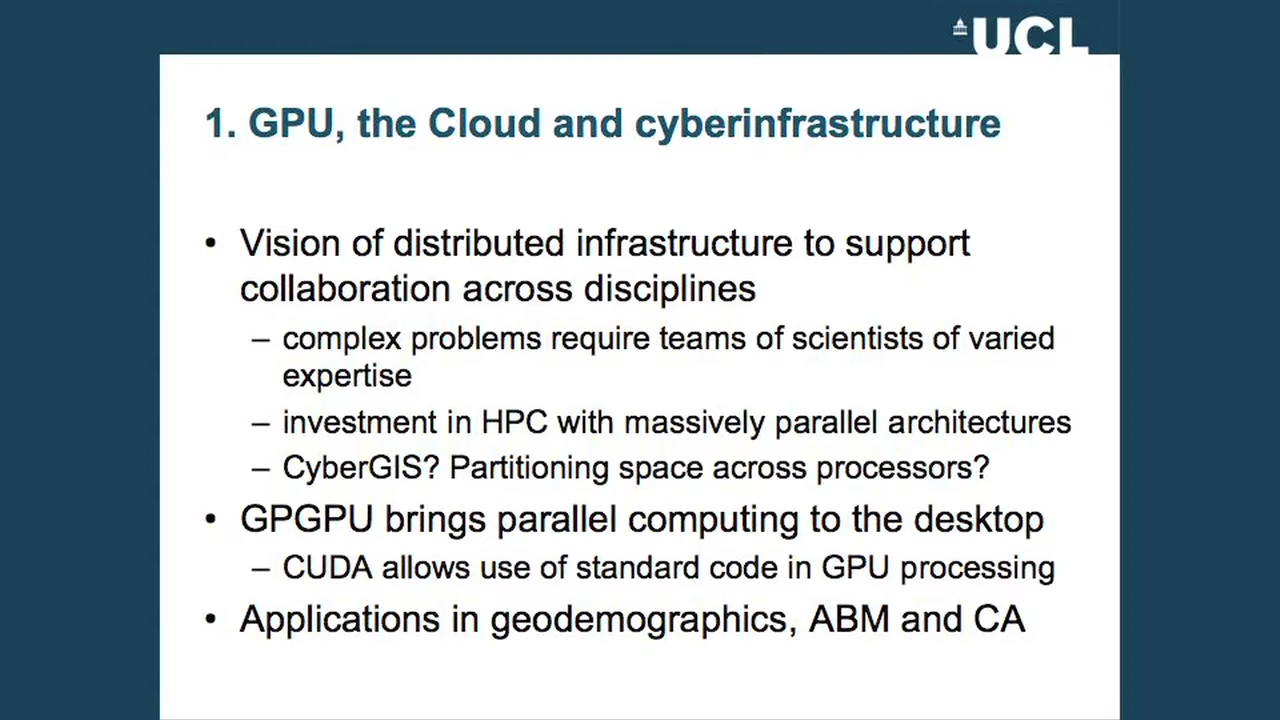 UCL
1. GPU, the Cloud and cyberinfrastructure
• Vision of distributed infrastructure to support
collaboration across disciplines
– complex problems require teams of scientists of varied
expertise
– investment in HPC with massively parallel architectures
– CyberGIS? Partitioning space across processors?
• GPGPU brings parallel computing to the desktop
– CUDA allows use of standard code in GPU processing
• Applications in geodemographics, ABM and CA